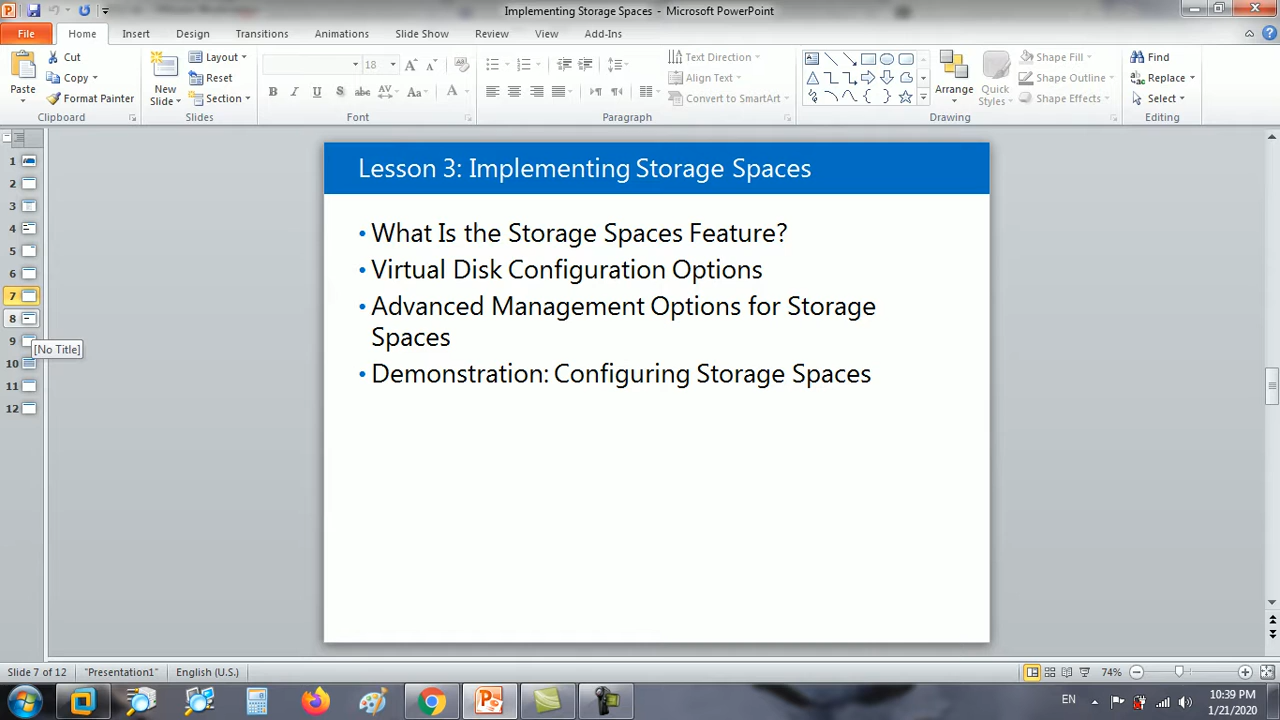 Implementing Storage Spaces - Microsoft PowerPoint
File Home Insert Design Transitions Animations Slide Show Review View Add-Ins
Paste
Cut
Copy
Format Painter
Clipboard
New Slide
Layout
Reset
Section
Slides
18
B I U S abc AV Aa A
Font
Text Direction
Align Text
Convert to SmartArt
Paragraph
Arrange
Quick Styles
Shape Fill
Shape Outline
Shape Effects
Drawing
Find
Replace
Select
Editing
1
2
3
4
5
6
7
8
9
10
11
12
[No Title]
Lesson 3: Implementing Storage Spaces
• What Is the Storage Spaces Feature?
• Virtual Disk Configuration Options
• Advanced Management Options for Storage
Spaces
• Demonstration: Configuring Storage Spaces
Slide 7 of 12 "Presentation1" English (U.S.) 74%
EN
10:39 PM
1/21/2020